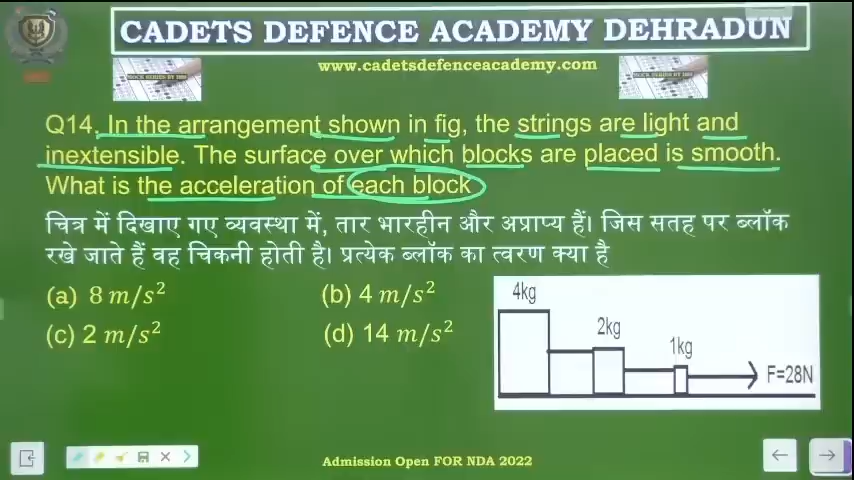 CADETS DEFENCE ACADEMY DEHRADUN
www.cadetsdefenceacademy.com
Q14. In the arrangement shown in fig, the strings are light and
inextensible. The surface over which blocks are placed is smooth.
What is the acceleration of each block
चित्र में दिखाए गए व्यवस्था में, तार भारहीन और अप्राप्य हैं। जिस सतह पर ब्लॉक
रखे जाते हैं वह चिकनी होती है। प्रत्येक ब्लॉक का त्वरण क्या है
(a) 8 m/s² (b) 4 m/s²
(c) 2 m/s² (d) 14 m/s²
4kg
2kg
1kg
F=28N
Admission Open FOR NDA 2022